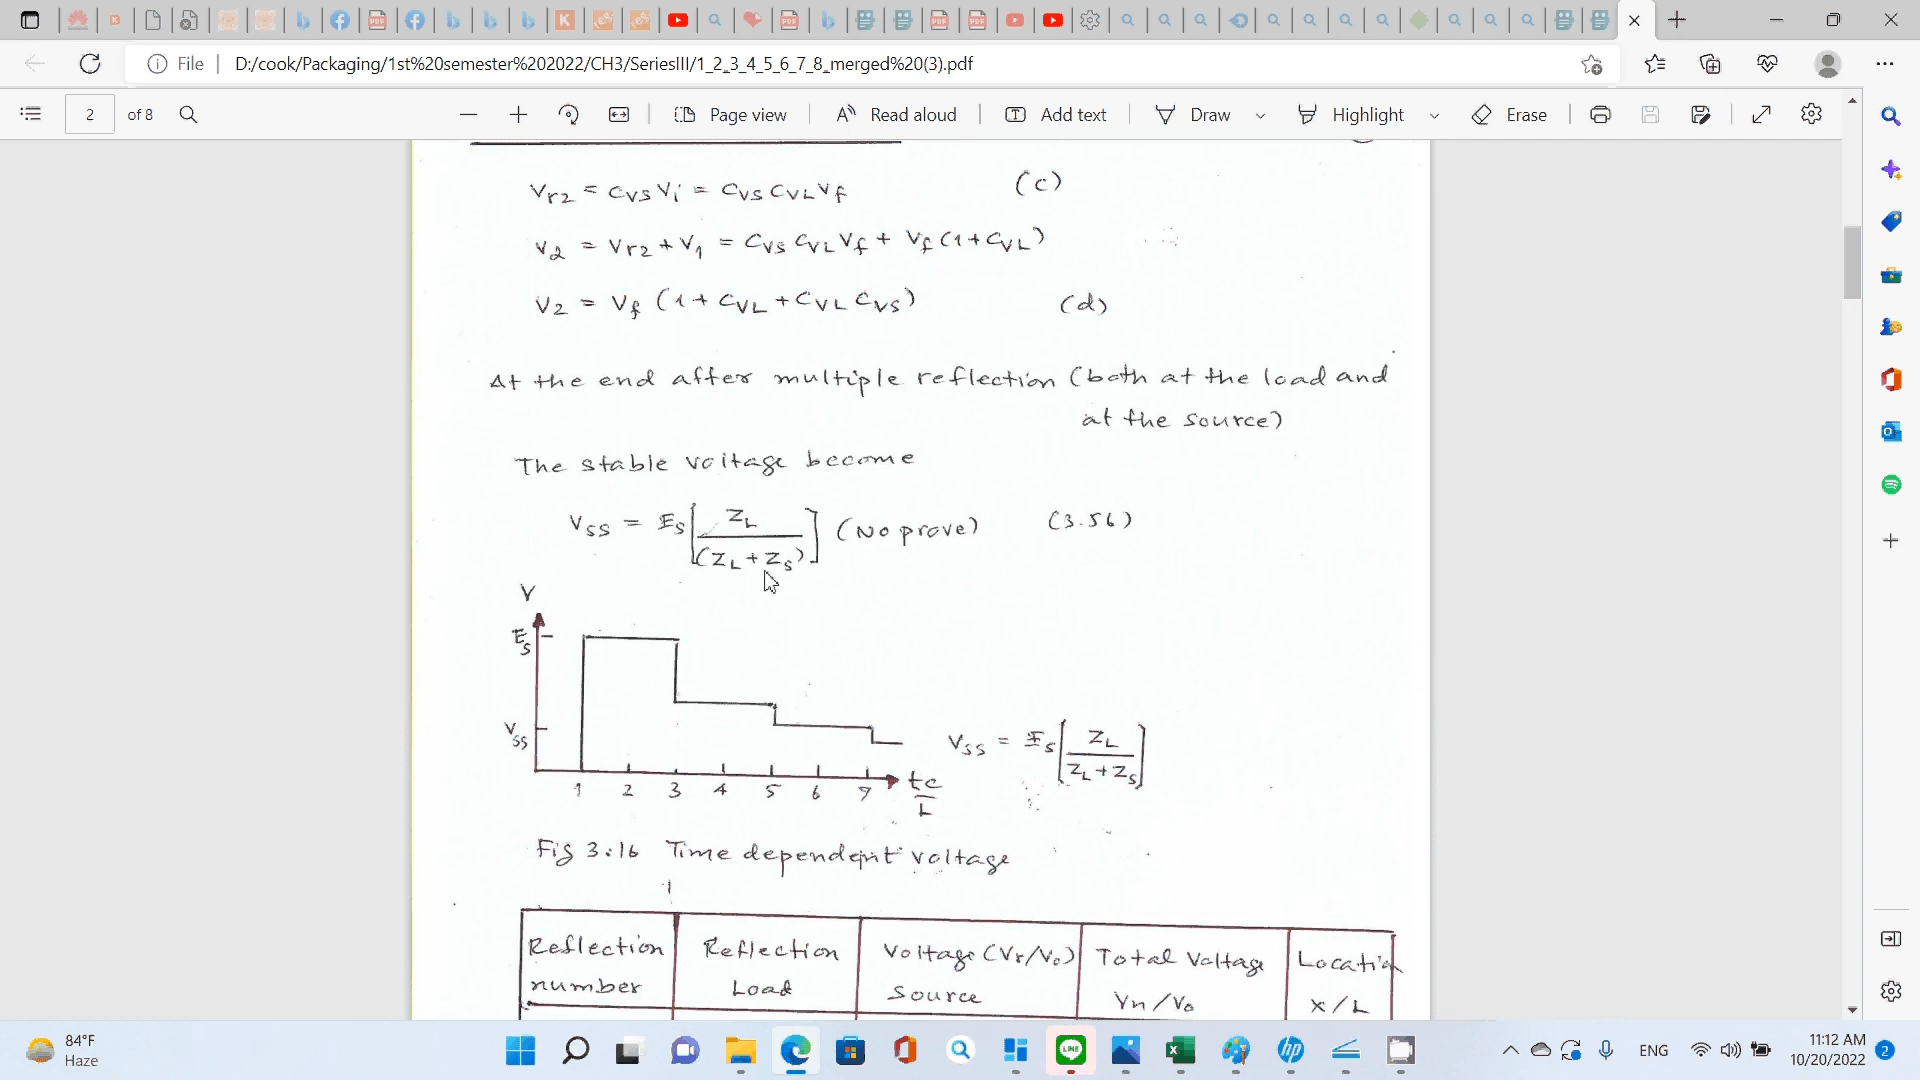 File D:/cook/Packaging/1st%20semester%202022/CH3/SeriesIII/1_2_3_4_5_6_7_8_merged%20(3).pdf
2 of 8 Page view Read aloud Add text Draw Highlight Erase
Vr2 = CVS Vi = CVS CVL Vf (c)
V2 = Vr2 + V1 = CVS CVL Vf + Vf (1 + CVL)
V2 = Vf (1 + CVL + CVL CVS) (d)
At the end after multiple reflection (both at the load and
at the source)
The stable voltage become
VSS = ES [ZL / (ZL + ZS)] (No prove) (3.56)
V
ES
VSS
1 2 3 4 5 6 7 tc/L
VSS = ES [ZL / ZL + ZS]
Fig 3.16 Time dependent voltage
Reflection number
Reflection Load
Voltage (Vr/Vo) Source
Total Voltage Vn/Vo
Location x/L
84°F
Haze
LINE
hp
ENG
11:12 AM
10/20/2022
2